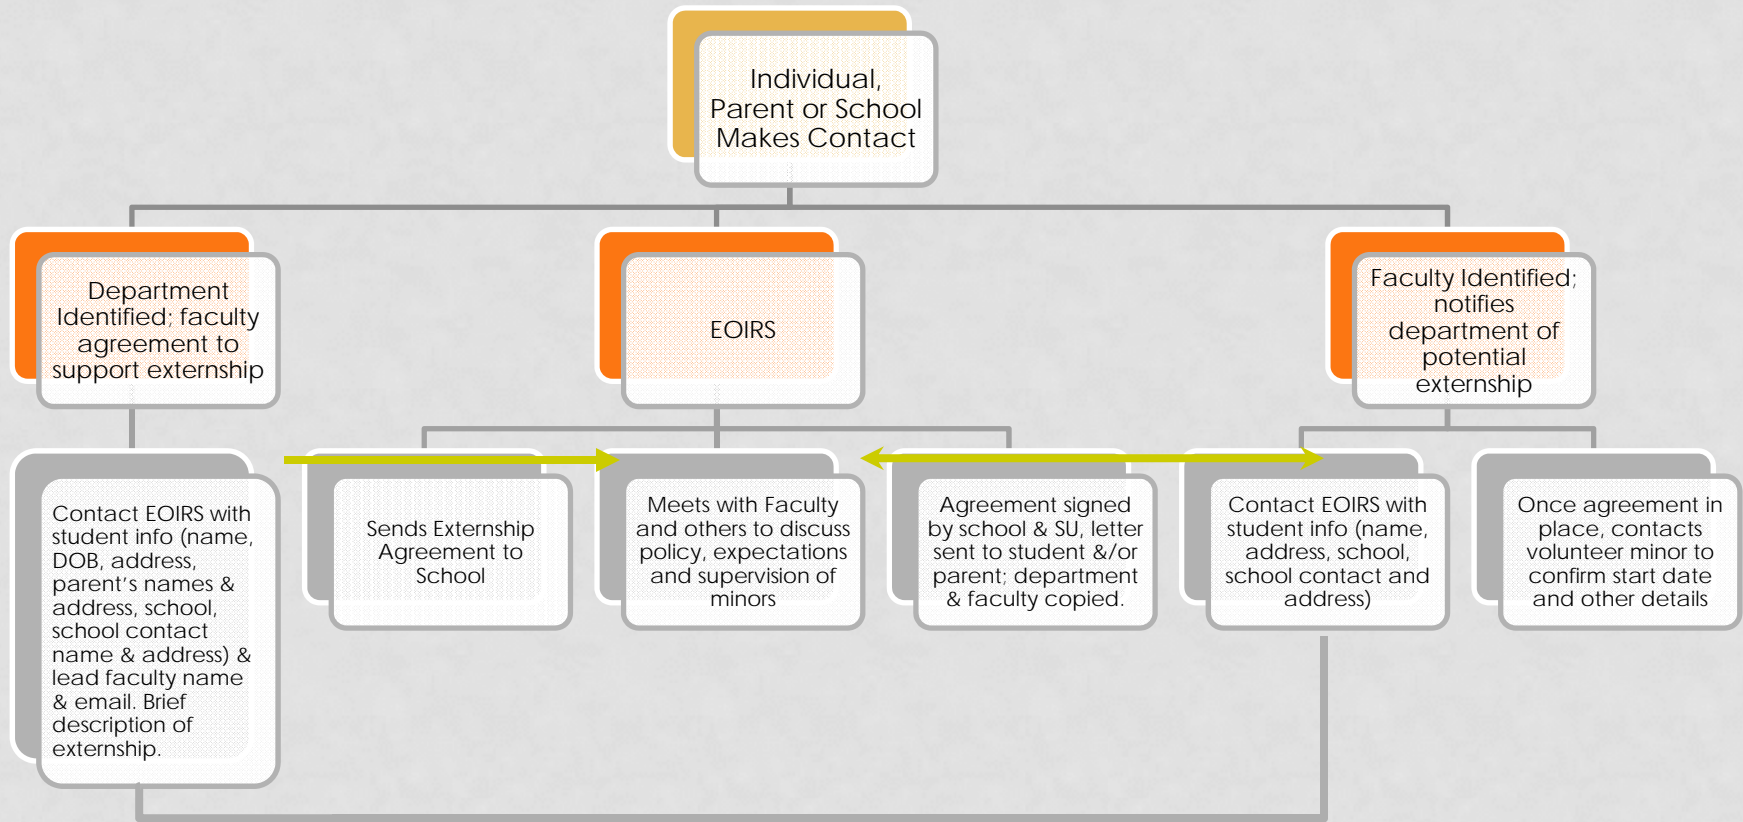 Individual,
Parent or School
Makes Contact
Department
Identified; faculty
agreement to
support externship
EOIRS
Faculty Identified;
notifies
department of
potential
externship
Contact EOIRS with
student info (name,
DOB, address,
parent's names &
address, school,
school contact
name & address) &
lead faculty name
& email. Brief
description of
externship.
Sends Externship
Agreement to
School
Meets with Faculty
and others to discuss
policy, expectations
and supervision of
minors
Agreement signed
by school & SU, letter
sent to student &/or
parent; department
& faculty copied.
Contact EOIRS with
student info (name,
address, school,
school contact and
address)
Once agreement in
place, contacts
volunteer minor to
confirm start date
and other details